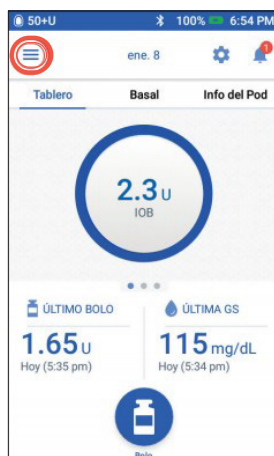 50+U 100% 6:54 PM
ene. 8
1
Tablero Basal Info del Pod
2.3 U
IOB
ÚLTIMO BOLO ÚLTIMA GS
1.65 U 115 mg/dL
Hoy (5:35 pm) Hoy (5:34 pm)
Bolo